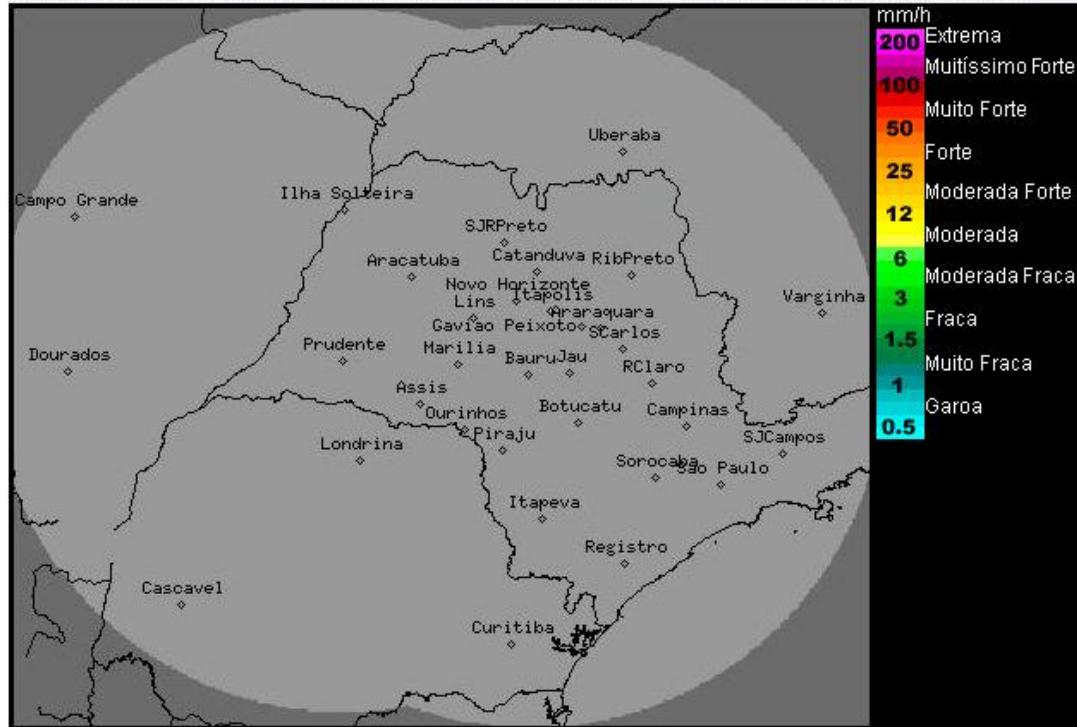 mm/h
200 Extrema
Muitíssimo Forte
100
Muito Forte
50
Forte
25
Moderada Forte
12
Moderada
6
Moderada Fraca
3
Fraca
1.5
Muito Fraca
1
Garoa
0.5
Uberaba
Campo Grande
Ilha Solteira
SJRPreto
Aracatuba
Catanduva
RibPreto
Novo Horizonte
Lins
Itapolis
Varginha
Araraquara
Gaviao Peixoto
SCarlos
Dourados
Prudente
Marilia
Bauru
Jau
RClaro
Assis
Ourinhos
Botucatu
Campinas
Piraju
Londrina
SJCampos
Sorocaba
Sao Paulo
Itapeva
Registro
Cascavel
Curitiba